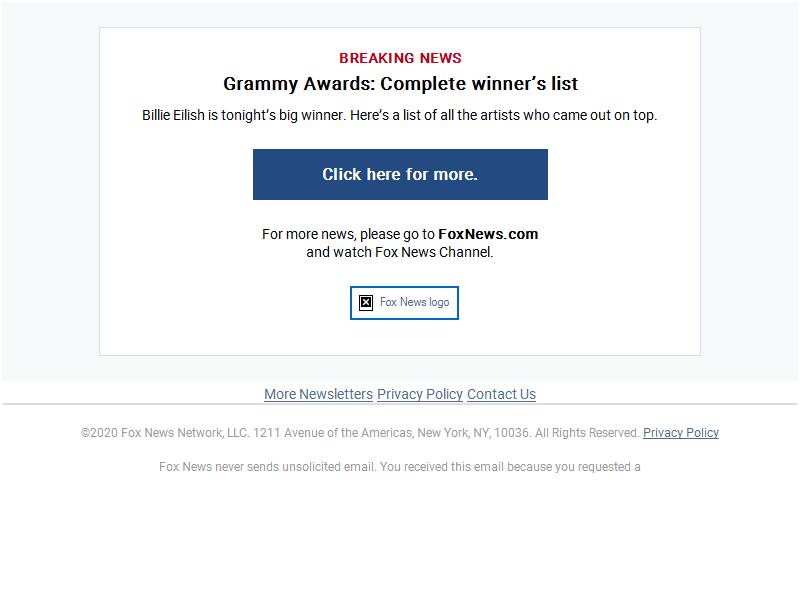 BREAKING NEWS
Grammy Awards: Complete winner’s list
Billie Eilish is tonight’s big winner. Here’s a list of all the artists who came out on top.
Click here for more.
For more news, please go to FoxNews.com
and watch Fox News Channel.
Fox News logo
More Newsletters Privacy Policy Contact Us
©2020 Fox News Network, LLC. 1211 Avenue of the Americas, New York, NY, 10036. All Rights Reserved. Privacy Policy
Fox News never sends unsolicited email. You received this email because you requested a